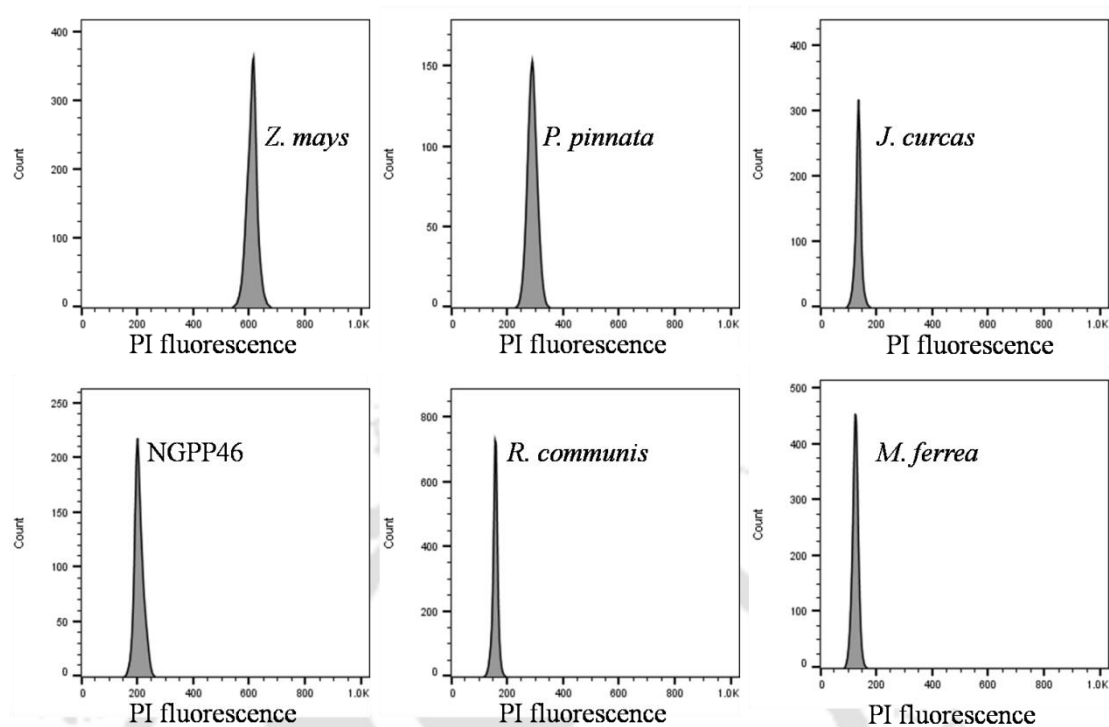 400
300
200
100
0
Count
Z. mays
0 200 400 600 800 1.0K
PI fluorescence
150
100
50
0
Count
P. pinnata
0 200 400 600 800 1.0K
PI fluorescence
400
300
200
100
0
Count
J. curcas
0 200 400 600 800 1.0K
PI fluorescence
250
200
150
100
50
0
Count
NGPP46
0 200 400 600 800 1.0K
PI fluorescence
800
600
400
200
0
Count
R. communis
0 200 400 600 800 1.0K
PI fluorescence
500
400
300
200
100
0
Count
M. ferrea
0 200 400 600 800 1.0K
PI fluorescence